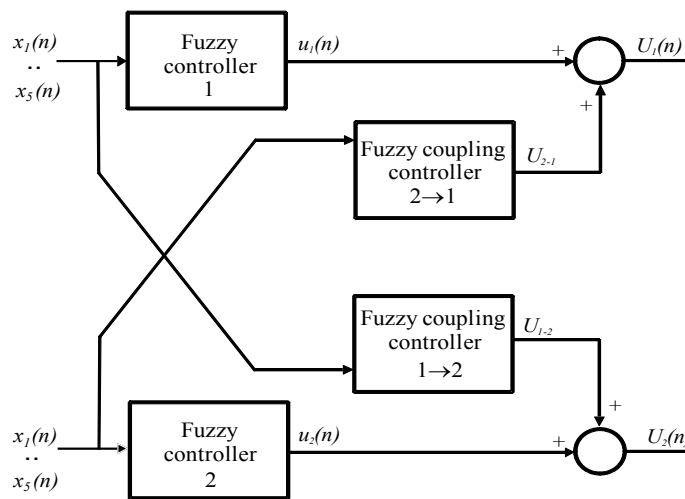 x₁(n)
..
x₅(n)
Fuzzy
controller
1
u₁(n)
+
U₁(n)
+
Fuzzy coupling
controller
2→1
U₂₋₁
Fuzzy coupling
controller
1→2
U₁₋₂
+
x₁(n)
..
x₅(n)
Fuzzy
controller
2
u₂(n)
+
U₂(n)